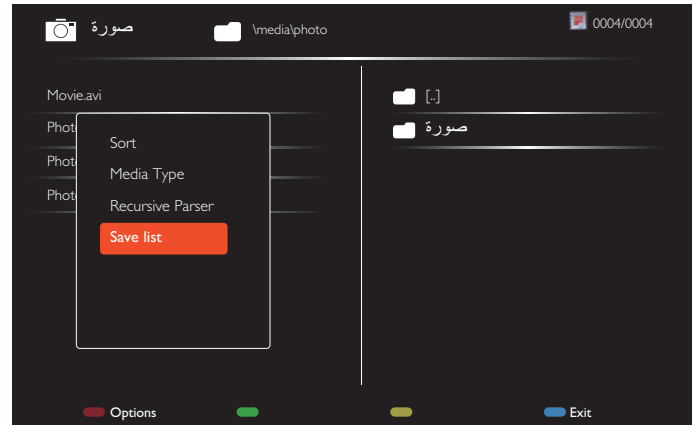 صورة
\media\photo
0004/0004
Movie.avi
Phot
Phot
Phot
Sort
Media Type
Recursive Parser
Save list
[..]
صورة
Options
Exit